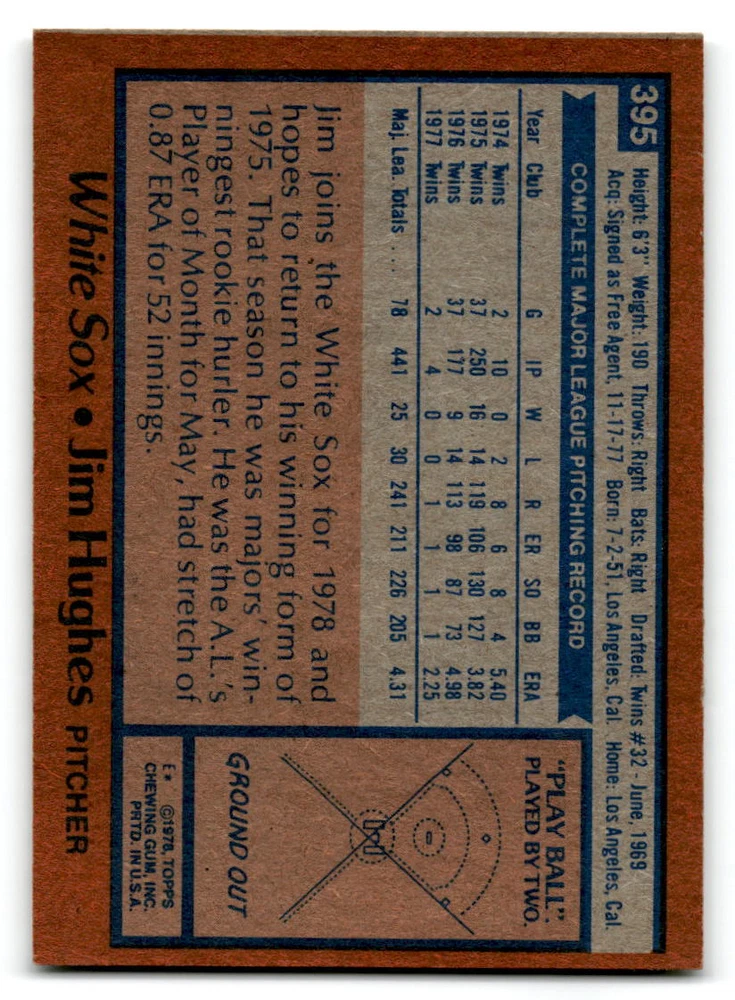 395
Height: 6'3" Weight: 190 Throws: Right Bats: Right Drafted: Twins #32 - June, 1969
Acq: Signed as Free Agent, 11-17-77 Born: 7-2-51, Los Angeles, Cal. Home: Los Angeles, Cal.
COMPLETE MAJOR LEAGUE PITCHING RECORD
Year Club G IP W L R ER SO BB ERA
1974 Twins 2 10 0 2 8 6 8 4 5.40
1975 Twins 37 250 16 14 119 106 130 127 3.82
1976 Twins 37 177 9 14 113 98 87 73 4.98
1977 Twins 2 4 0 0 1 1 1 1 2.25
Maj. Lea. Totals .... 78 441 25 30 241 211 226 205 4.31
Jim joins the White Sox for 1978 and
hopes to return to his winning form of
1975. That season he was majors' win-
ningest rookie hurler. He was the A.L.'s
Player of Month for May, had stretch of
0.87 ERA for 52 innings.
"PLAY BALL"
PLAYED BY TWO.
GROUND OUT
E* ©1978, TOPPS
CHEWING GUM, INC.
PRTD. IN U.S.A.
White Sox • Jim Hughes PITCHER